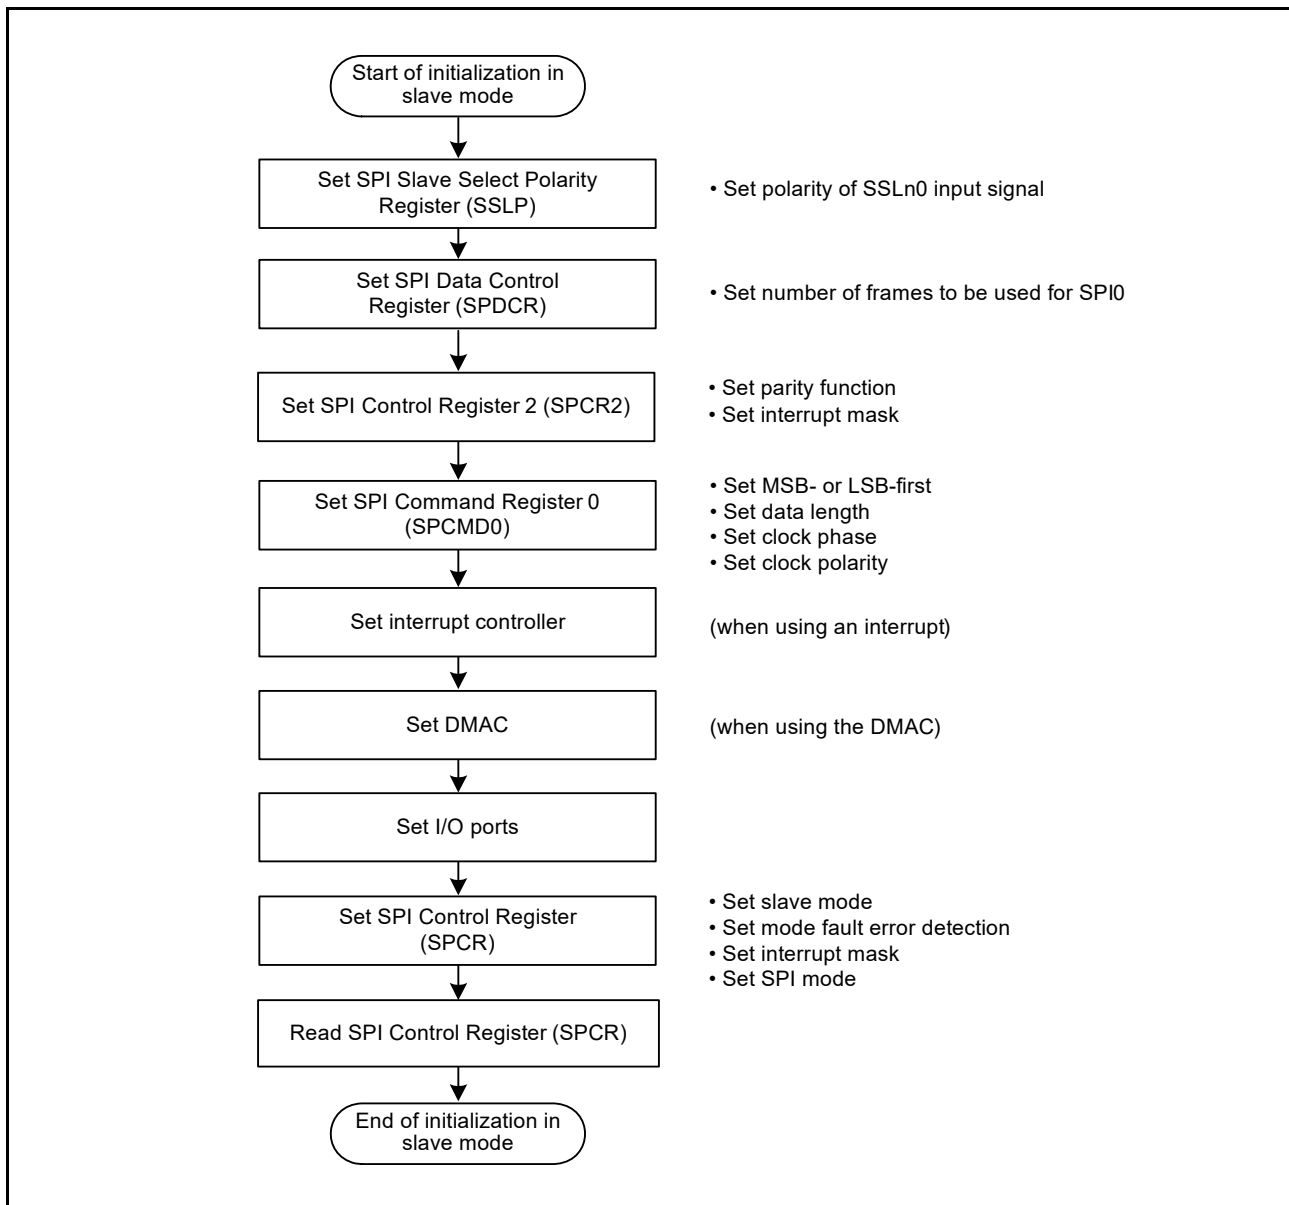 Start of initialization in
slave mode
Set SPI Slave Select Polarity
Register (SSLP)
• Set polarity of SSLn0 input signal
Set SPI Data Control
Register (SPDCR)
• Set number of frames to be used for SPI0
Set SPI Control Register 2 (SPCR2)
• Set parity function
• Set interrupt mask
Set SPI Command Register 0
(SPCMD0)
• Set MSB- or LSB-first
• Set data length
• Set clock phase
• Set clock polarity
Set interrupt controller
(when using an interrupt)
Set DMAC
(when using the DMAC)
Set I/O ports
Set SPI Control Register
(SPCR)
• Set slave mode
• Set mode fault error detection
• Set interrupt mask
• Set SPI mode
Read SPI Control Register (SPCR)
End of initialization in
slave mode